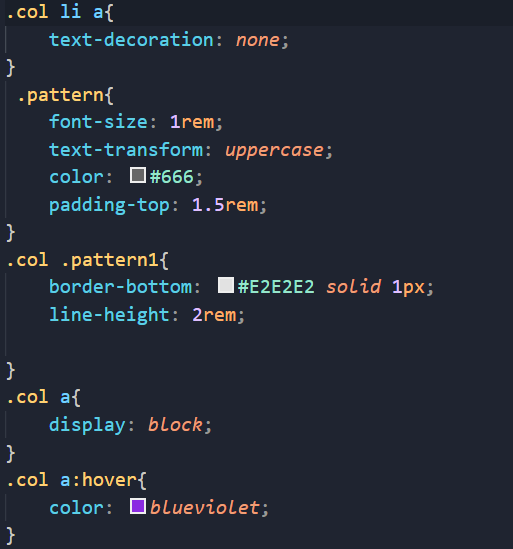 .col li a{
    text-decoration: none;
}
 .pattern{
    font-size: 1rem;
    text-transform: uppercase;
    color: #666;
    padding-top: 1.5rem;
}
.col .pattern1{
    border-bottom: #E2E2E2 solid 1px;
    line-height: 2rem;

}
.col a{
    display: block;
}
.col a:hover{
    color: blueviolet;
}